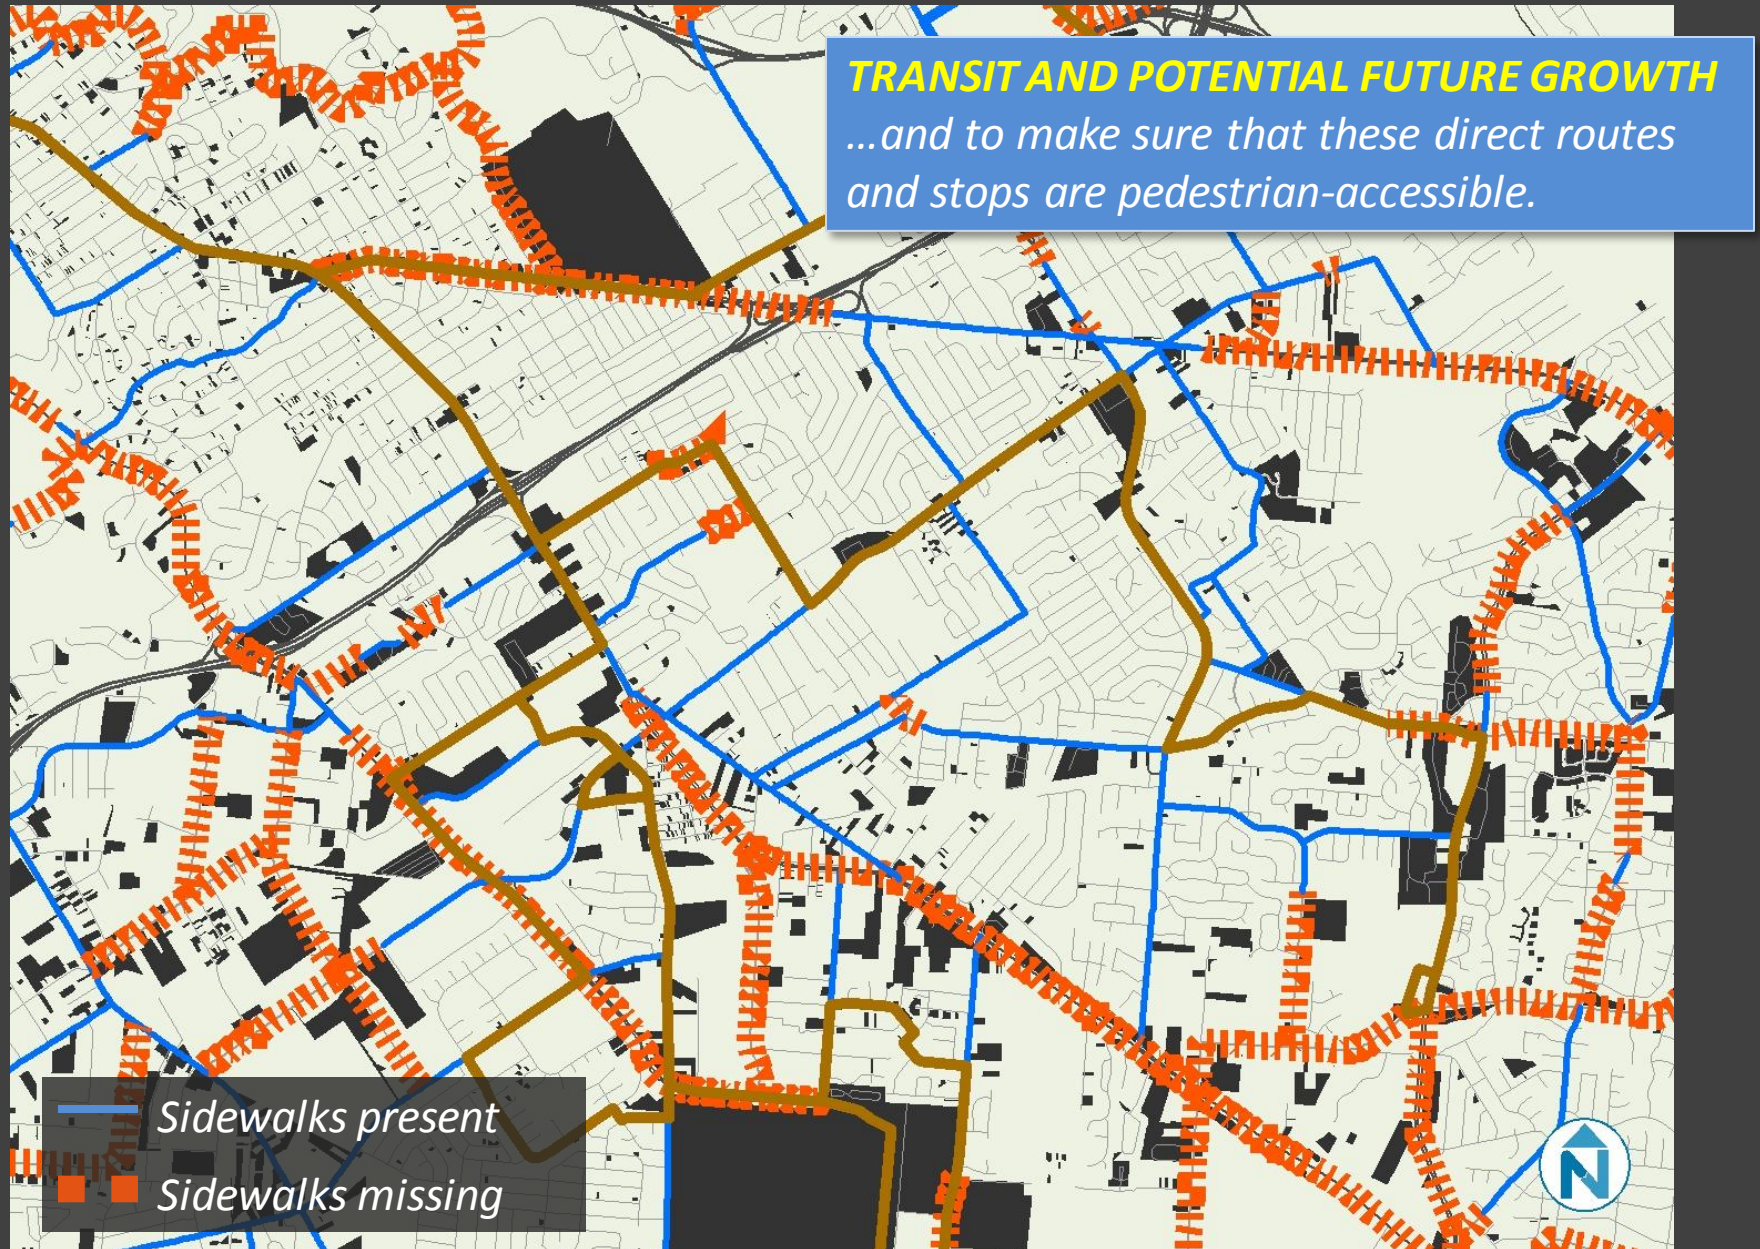 TRANSIT AND POTENTIAL FUTURE GROWTH
...and to make sure that these direct routes
and stops are pedestrian-accessible.
Sidewalks present
Sidewalks missing
N